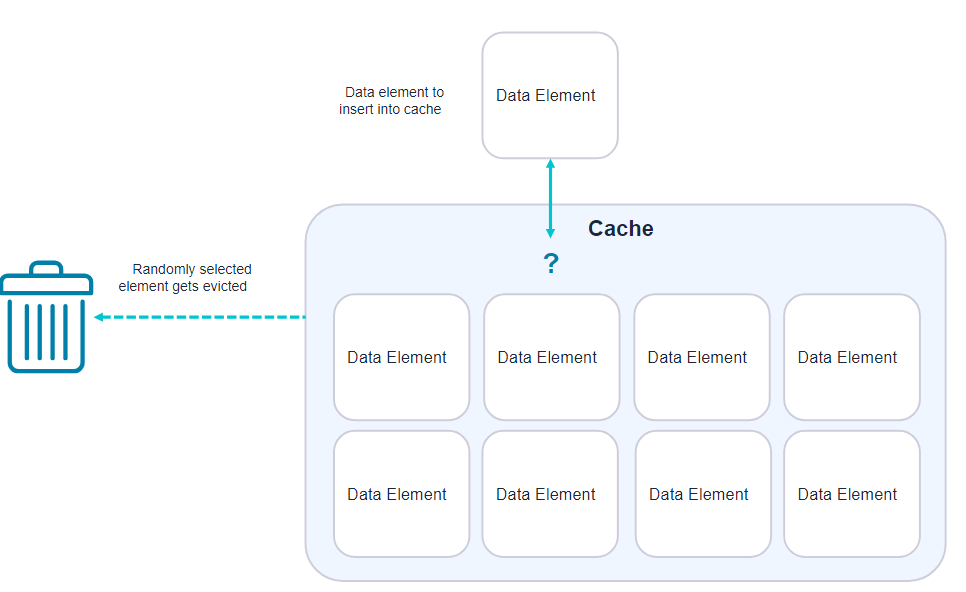 Data element to
insert into cache
Data Element
Cache
?
Randomly selected
element gets evicted
Data Element
Data Element
Data Element
Data Element
Data Element
Data Element
Data Element
Data Element